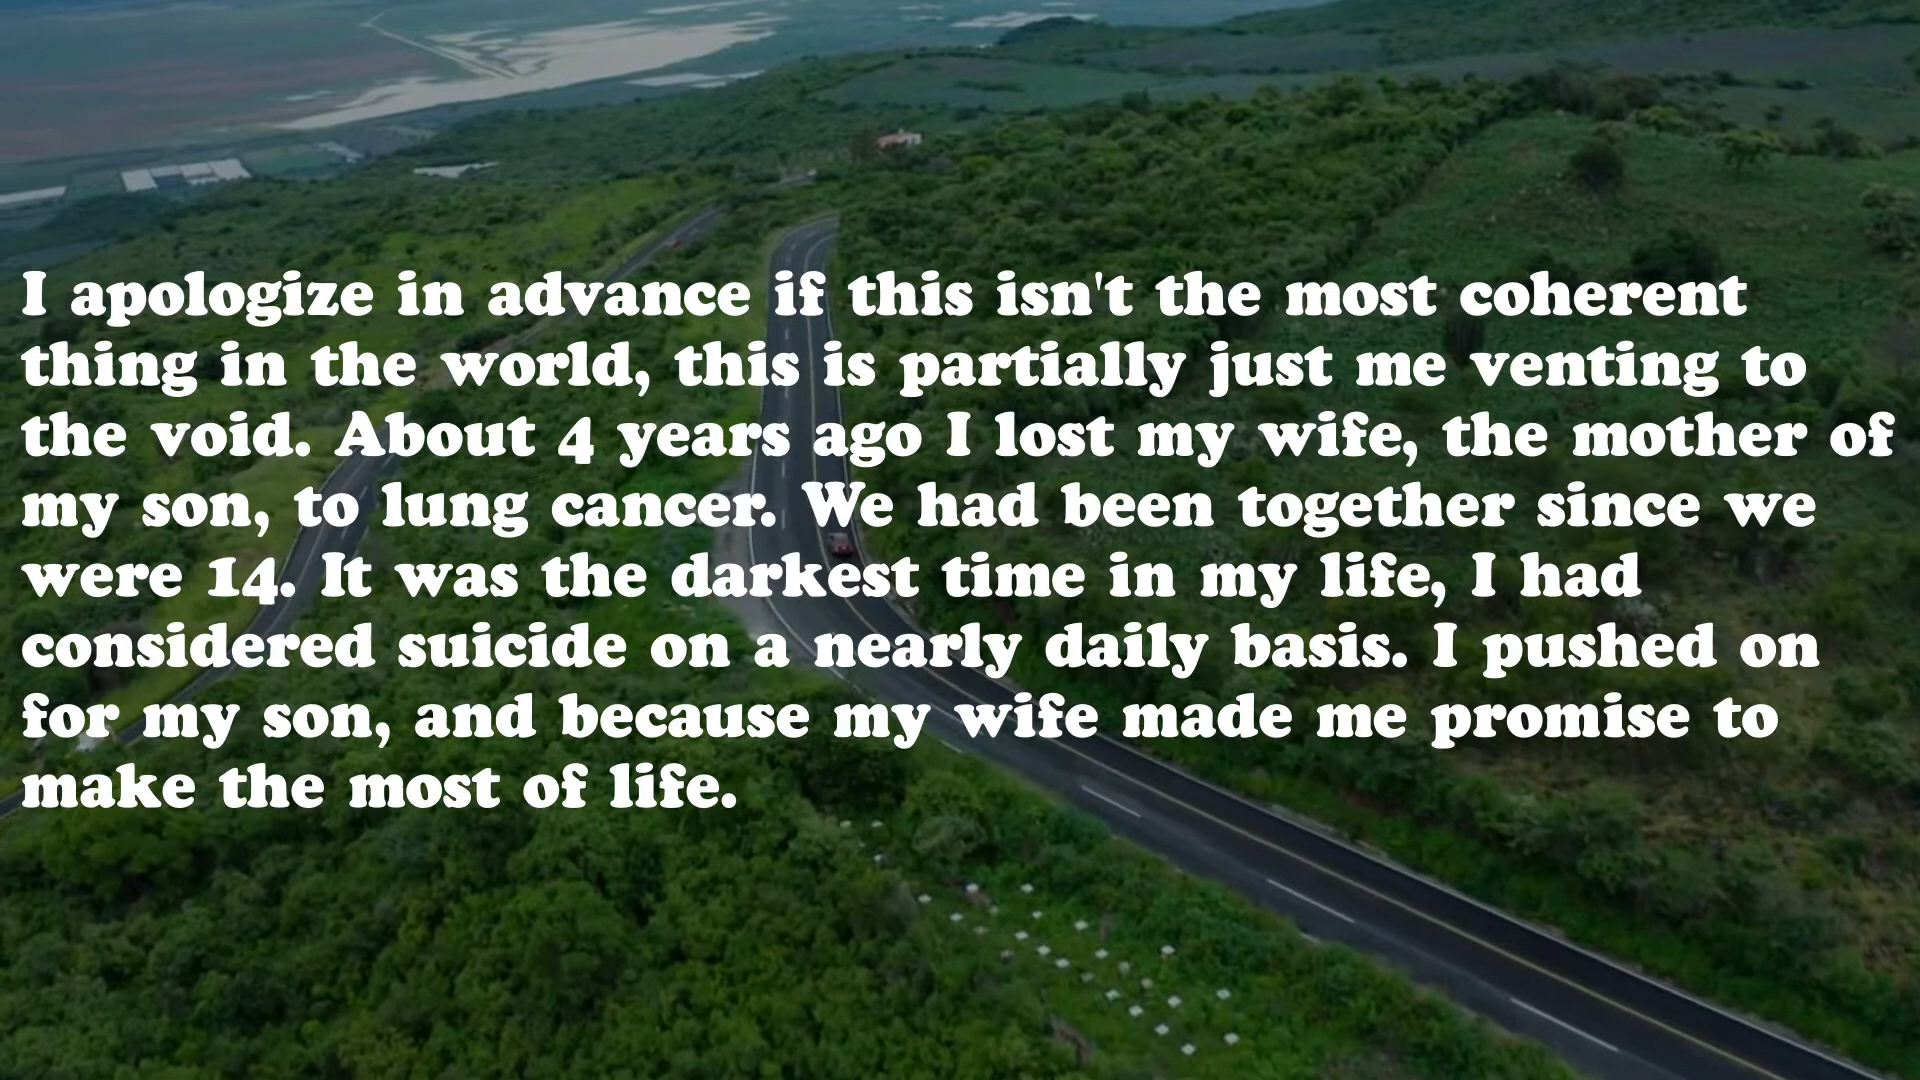 I apologize in advance if this isn't the most coherent
thing in the world, this is partially just me venting to
the void. About 4 years ago I lost my wife, the mother of
my son, to lung cancer. We had been together since we
were 14. It was the darkest time in my life, I had
considered suicide on a nearly daily basis. I pushed on
for my son, and because my wife made me promise to
make the most of life.